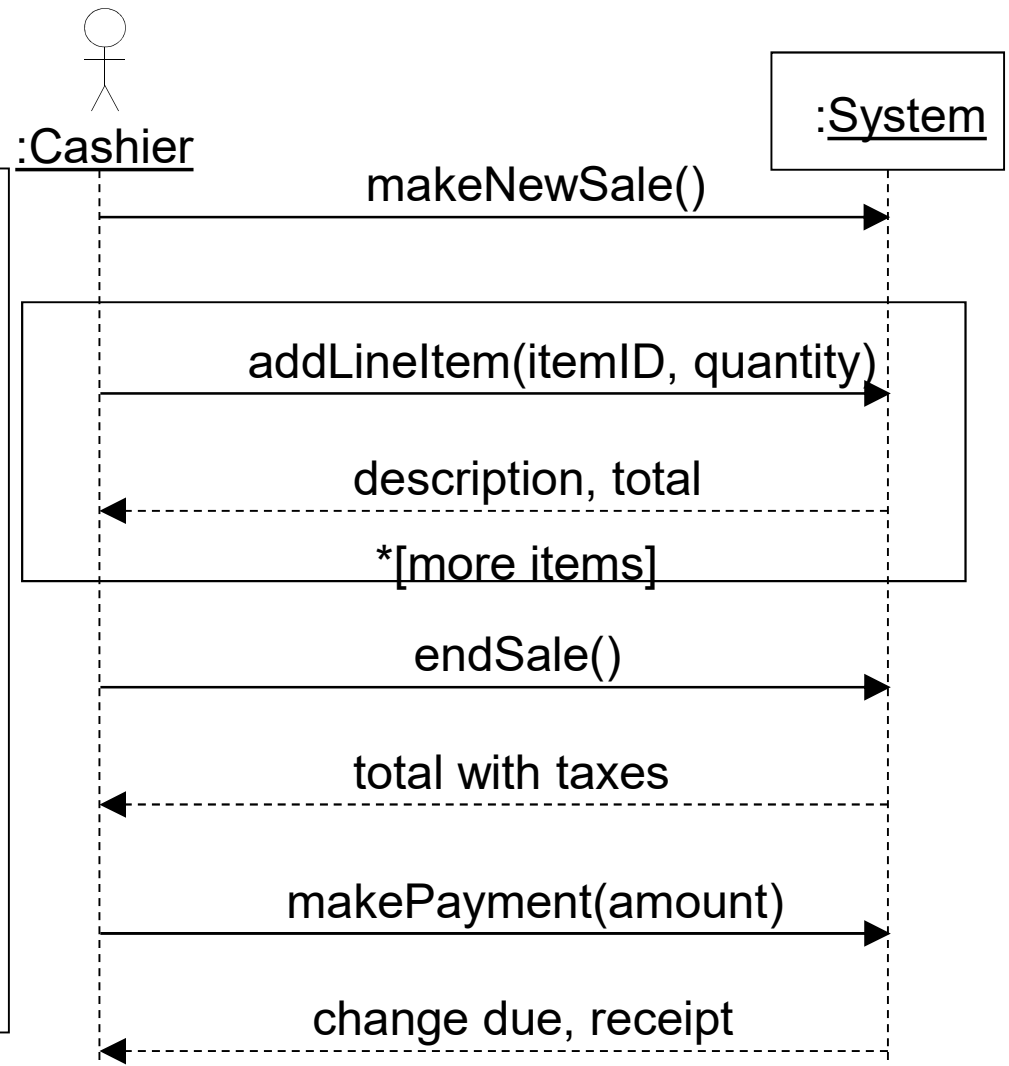 :System
:Cashier
makeNewSale()
addLineItem(itemID, quantity)
description, total
*[more items]
endSale()
total with taxes
makePayment(amount)
change due, receipt